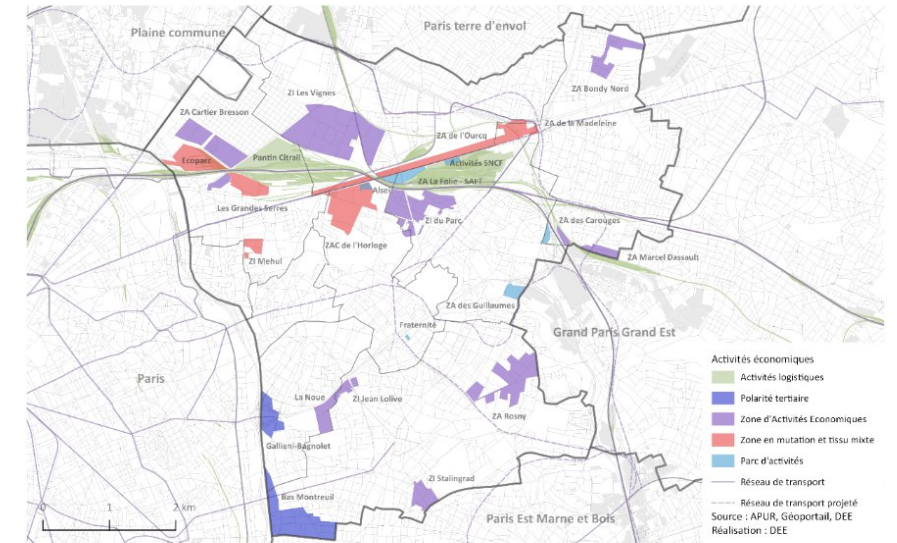 Plaine commune
Paris terre d'envol
ZA Bondy Nord
ZI Les Vignes
ZA Cartier Bresson
ZA de la Madeleine
ZA de l'Ourcq
Ecoparc
Pantin Citrail
Activités SNCF
ZA La Folie - SAFT
Alse
Les Grandes Serres
ZI du Parc
ZA des Carouges
ZAC de l'Horloge
ZI Mehul
ZA Marcel Dassault
ZA des Guillaumes
Fraternité
Grand Paris Grand Est
Paris
La Noue
ZI Jean Lolive
ZA Rosny
Gallieni-Bagnolet
ZI Stalingrad
Bas Montreuil
Paris Est Marne et Bois
0 1 2 km
Activités économiques
Activités logistiques
Polarité tertiaire
Zone d'Activités Economiques
Zone en mutation et tissu mixte
Parc d'activités
Réseau de transport
Réseau de transport projeté
Source : APUR, Géoportail, DEE
Réalisation : DEE